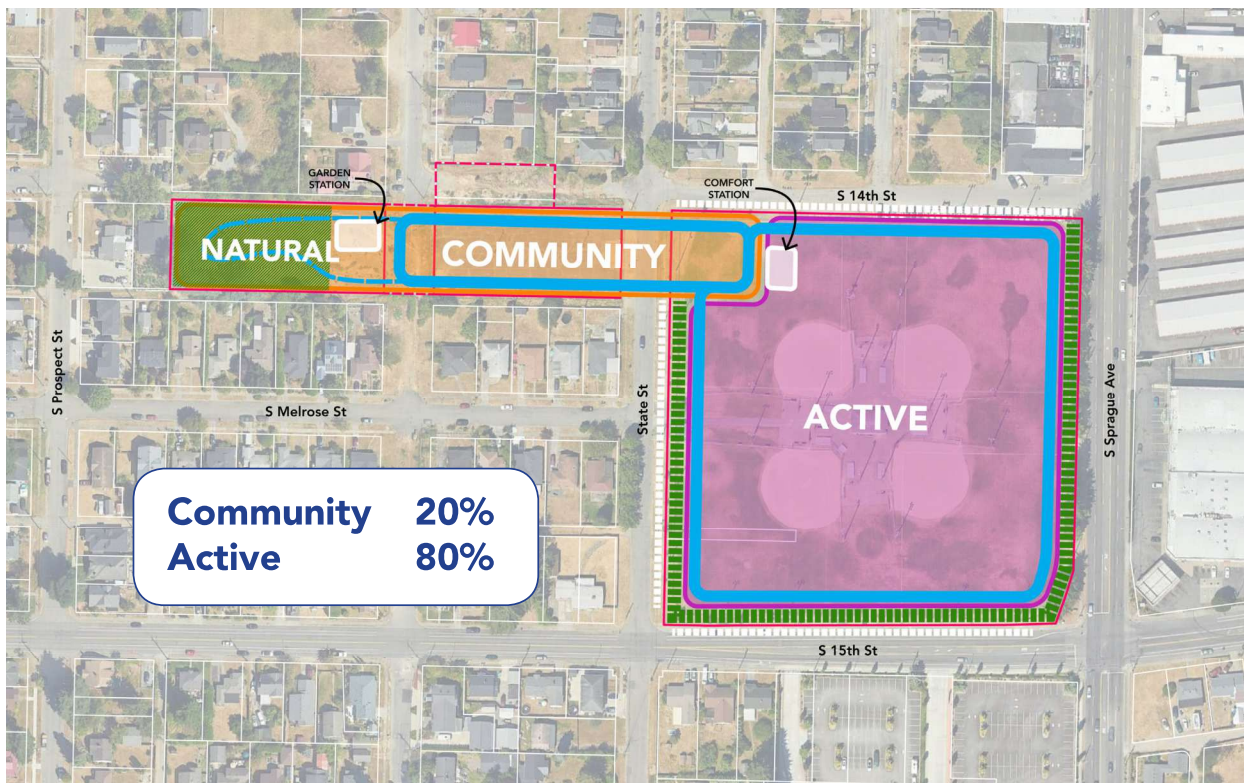 GARDEN
STATION
COMFORT
STATION
S 14th St
NATURAL
COMMUNITY
S Prospect St
S Melrose St
State St
ACTIVE
S Sprague Ave
Community 20%
Active 80%
S 15th St